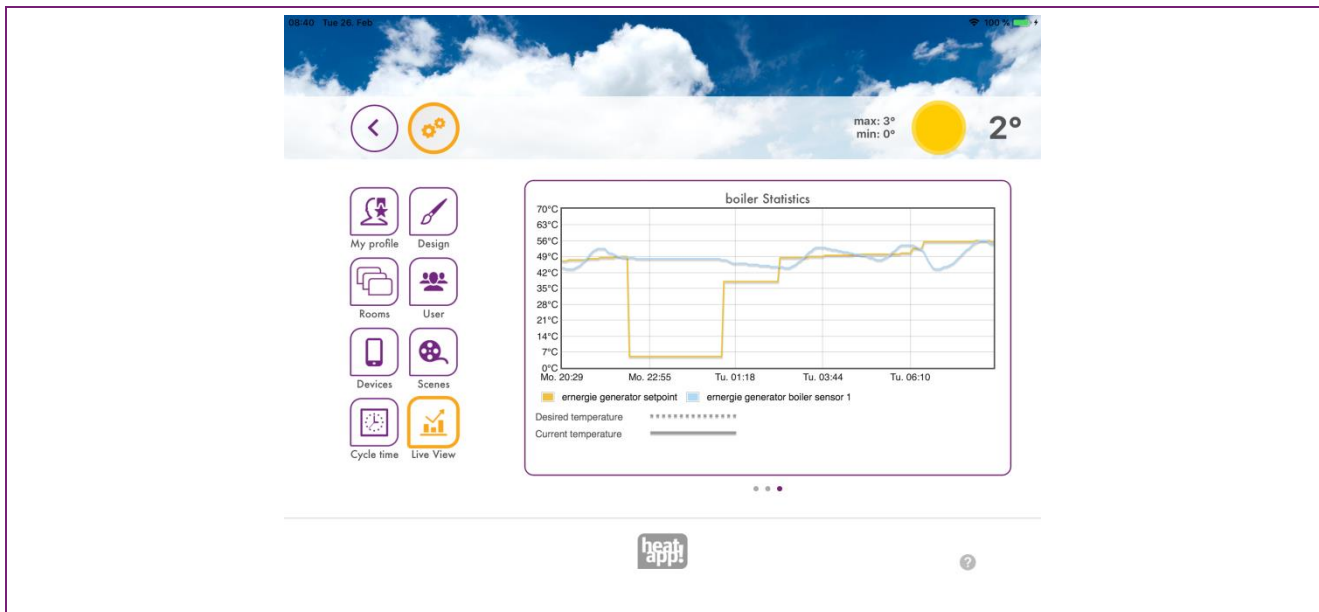 08:40 Tue 26. Feb
100 %
max: 3°
min: 0°
2°
My profile
Design
Rooms
User
Devices
Scenes
Cycle time
Live View
boiler Statistics
70°C
63°C
56°C
49°C
42°C
35°C
28°C
21°C
14°C
7°C
0°C
Mo. 20:29 Mo. 22:55 Tu. 01:18 Tu. 03:44 Tu. 06:10
ernergie generator setpoint ernergie generator boiler sensor 1
Desired temperature
Current temperature
heat
app!
?